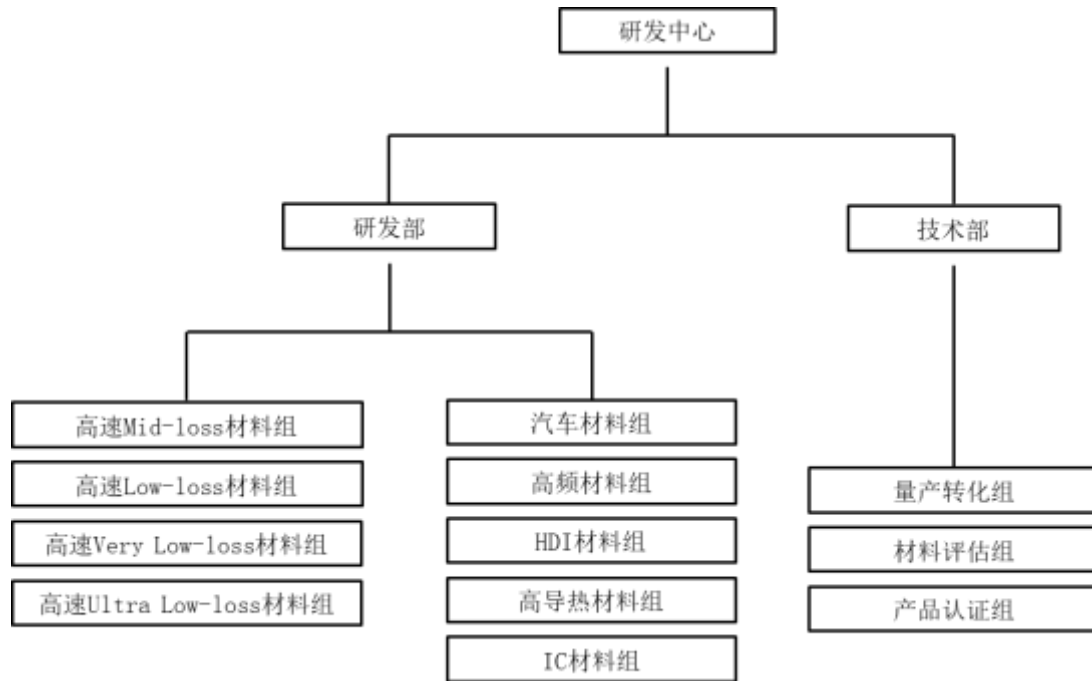 研发中心
研发部
技术部
高速Mid-loss材料组
高速Low-loss材料组
高速Very Low-loss材料组
高速Ultra Low-loss材料组
汽车材料组
高频材料组
HDI材料组
高导热材料组
IC材料组
量产转化组
材料评估组
产品认证组